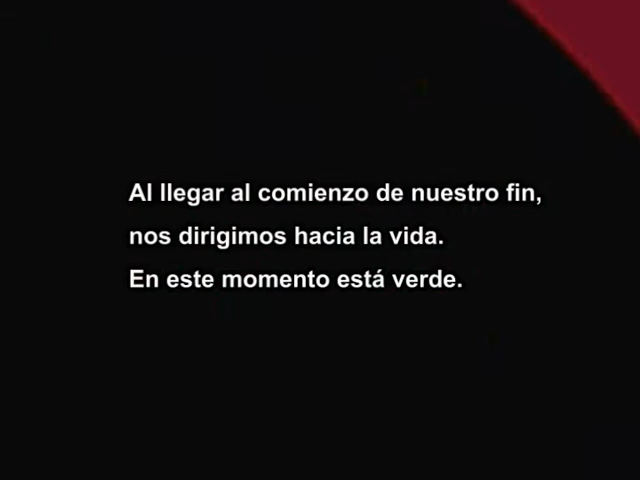 Al llegar al comienzo de nuestro fin,
nos dirigimos hacia la vida.
En este momento está verde.